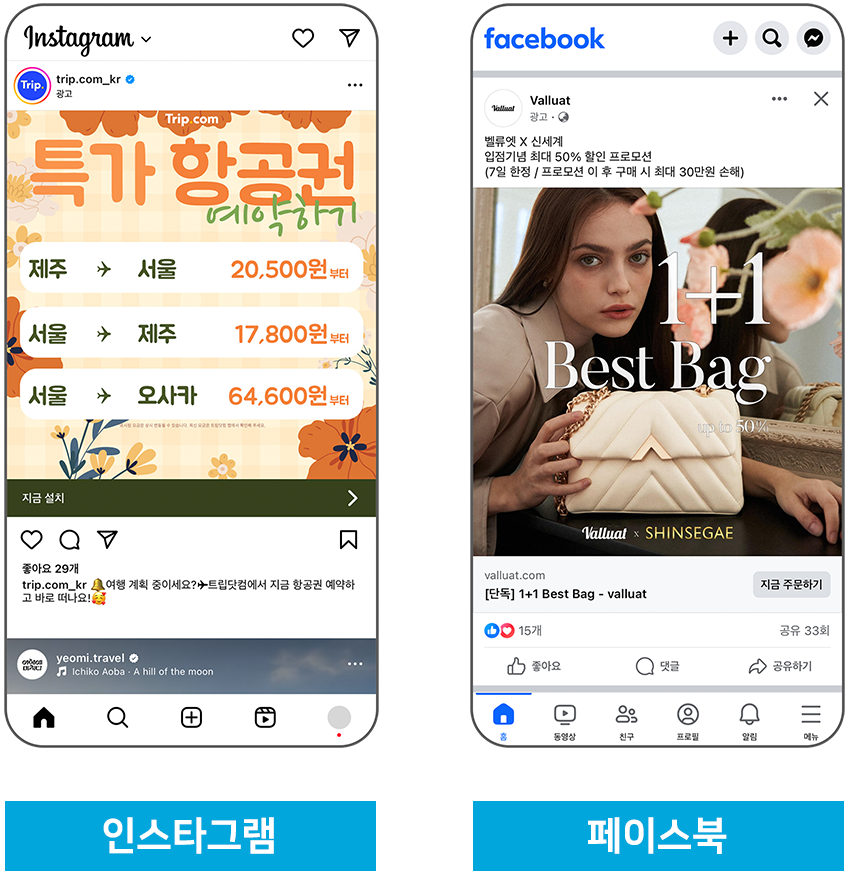 Instagram
Trip.
trip.com_kr
광고
Trip.com
특가 항공권
예약하기
제주 서울 20,500원부터
서울 제주 17,800원부터
서울 오사카 64,600원부터
지금 설치
좋아요 29개
trip.com_kr 🔔여행 계획 중이세요?✈트립닷컴에서 지금 항공권 예약하
고 바로 떠나요!🥰
yeomi.travel
Ichiko Aoba · A hill of the moon
인스타그램
facebook
Valluat
Valluat
광고 ·
벨류엣 X 신세계
입점기념 최대 50% 할인 프로모션
(7일 한정 / 프로모션 이 후 구매 시 최대 30만원 손해)
1+1
Best Bag
up to 50%
Valluat x SHINSEGAE
valluat.com
[단독] 1+1 Best Bag - valluat
지금 주문하기
15개 공유 33회
좋아요 댓글 공유하기
홈 동영상 친구 프로필 알림 메뉴
페이스북